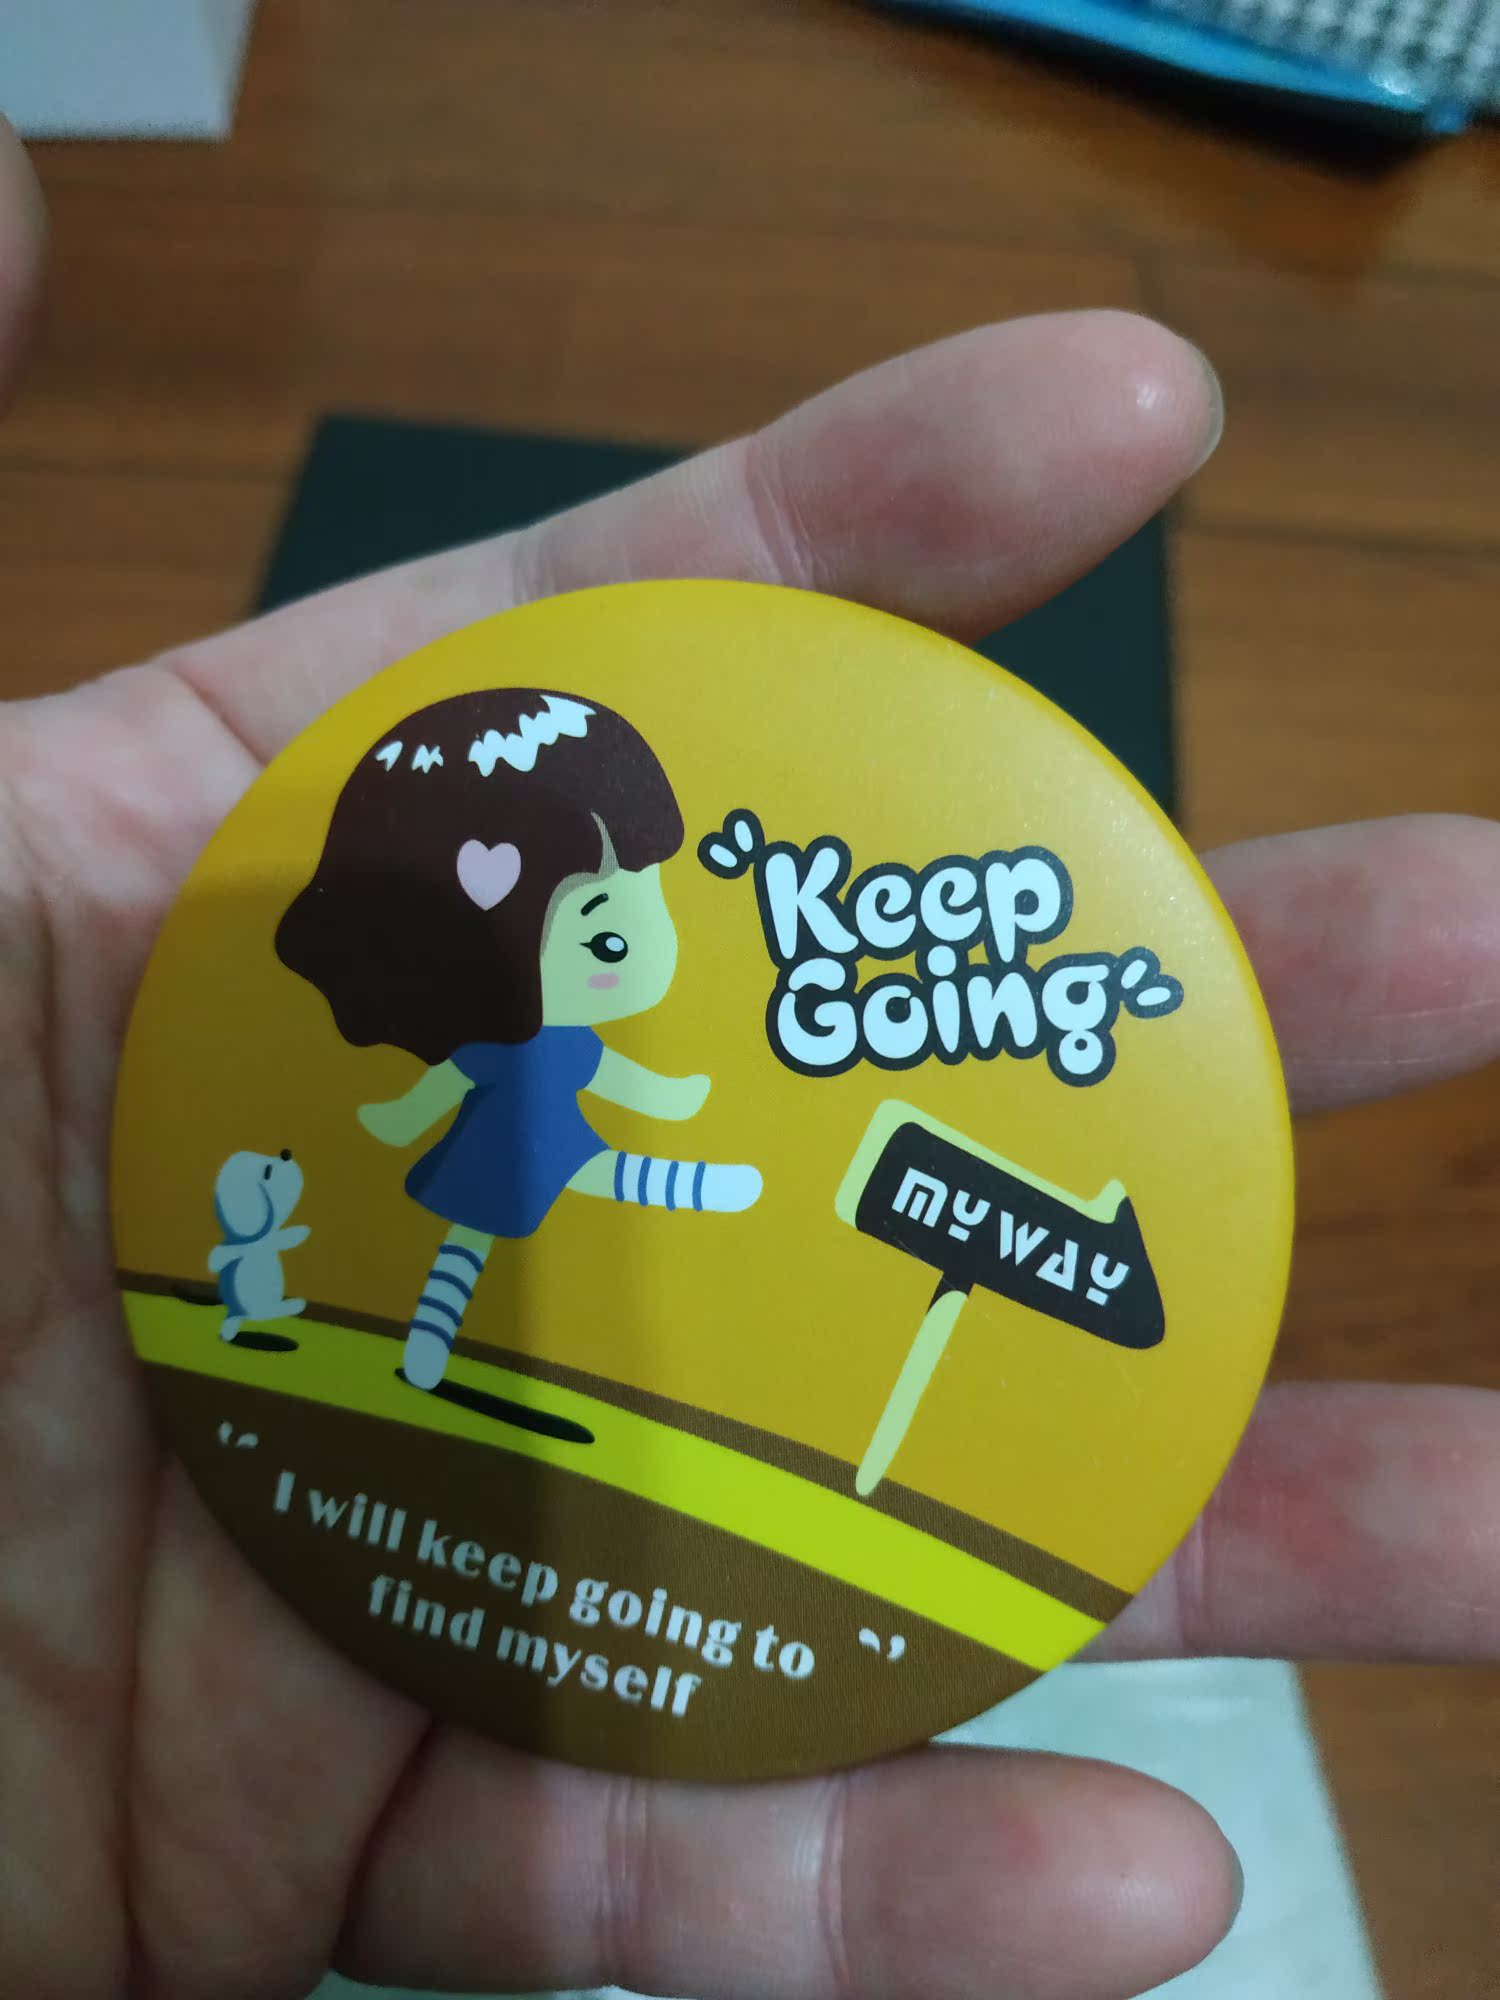 "Keep
Going"
MY WAY
“ I will keep going to
find myself ”